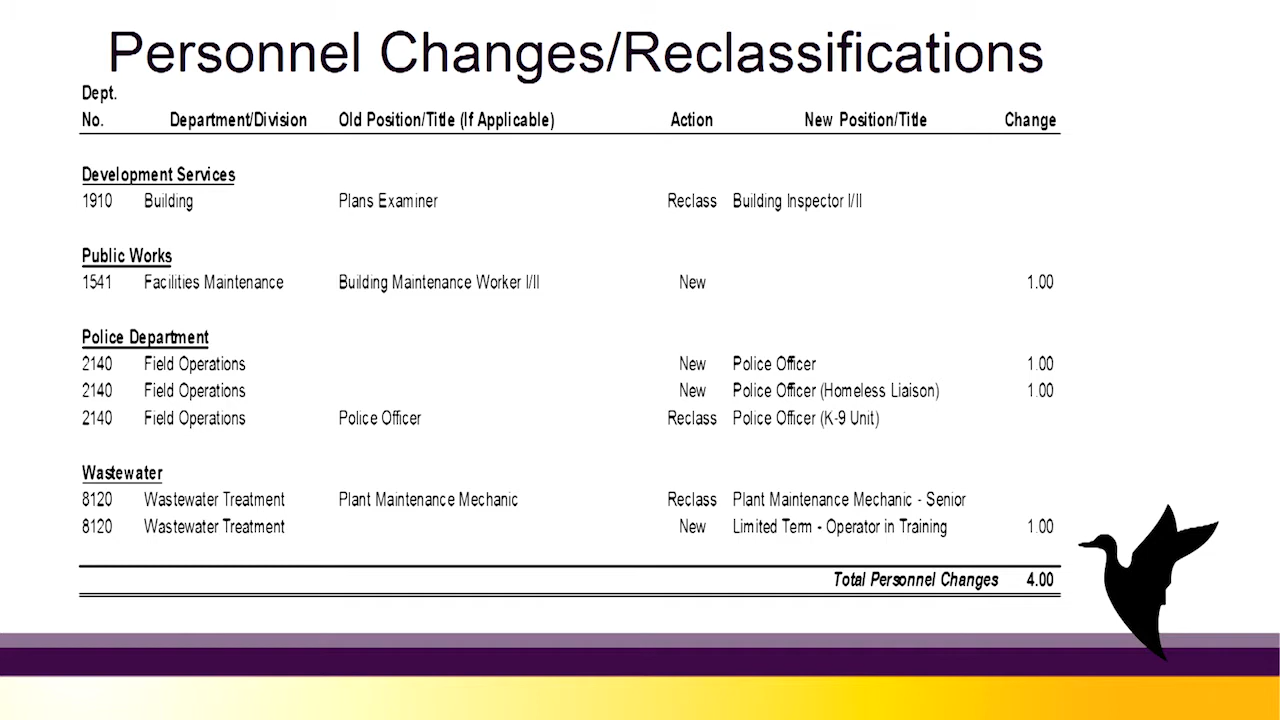 Personnel Changes/Reclassifications
Dept.
No. Department/Division Old Position/Title (If Applicable) Action New Position/Title Change
Development Services
1910 Building Plans Examiner Reclass Building Inspector I/II
Public Works
1541 Facilities Maintenance Building Maintenance Worker I/II New 1.00
Police Department
2140 Field Operations New Police Officer 1.00
2140 Field Operations New Police Officer (Homeless Liaison) 1.00
2140 Field Operations Police Officer Reclass Police Officer (K-9 Unit)
Wastewater
8120 Wastewater Treatment Plant Maintenance Mechanic Reclass Plant Maintenance Mechanic - Senior
8120 Wastewater Treatment New Limited Term - Operator in Training 1.00
Total Personnel Changes 4.00